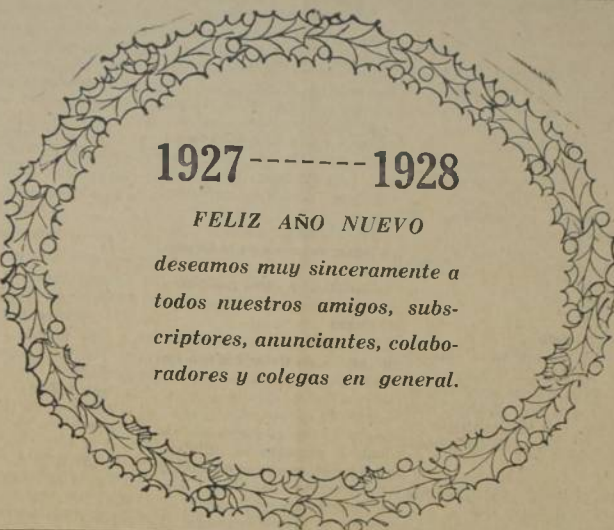 1927-------1928
FELIZ AÑO NUEVO
deseamos muy sinceramente a
todos nuestros amigos, subs-
criptores, anunciantes, colabo-
radores y colegas en general.